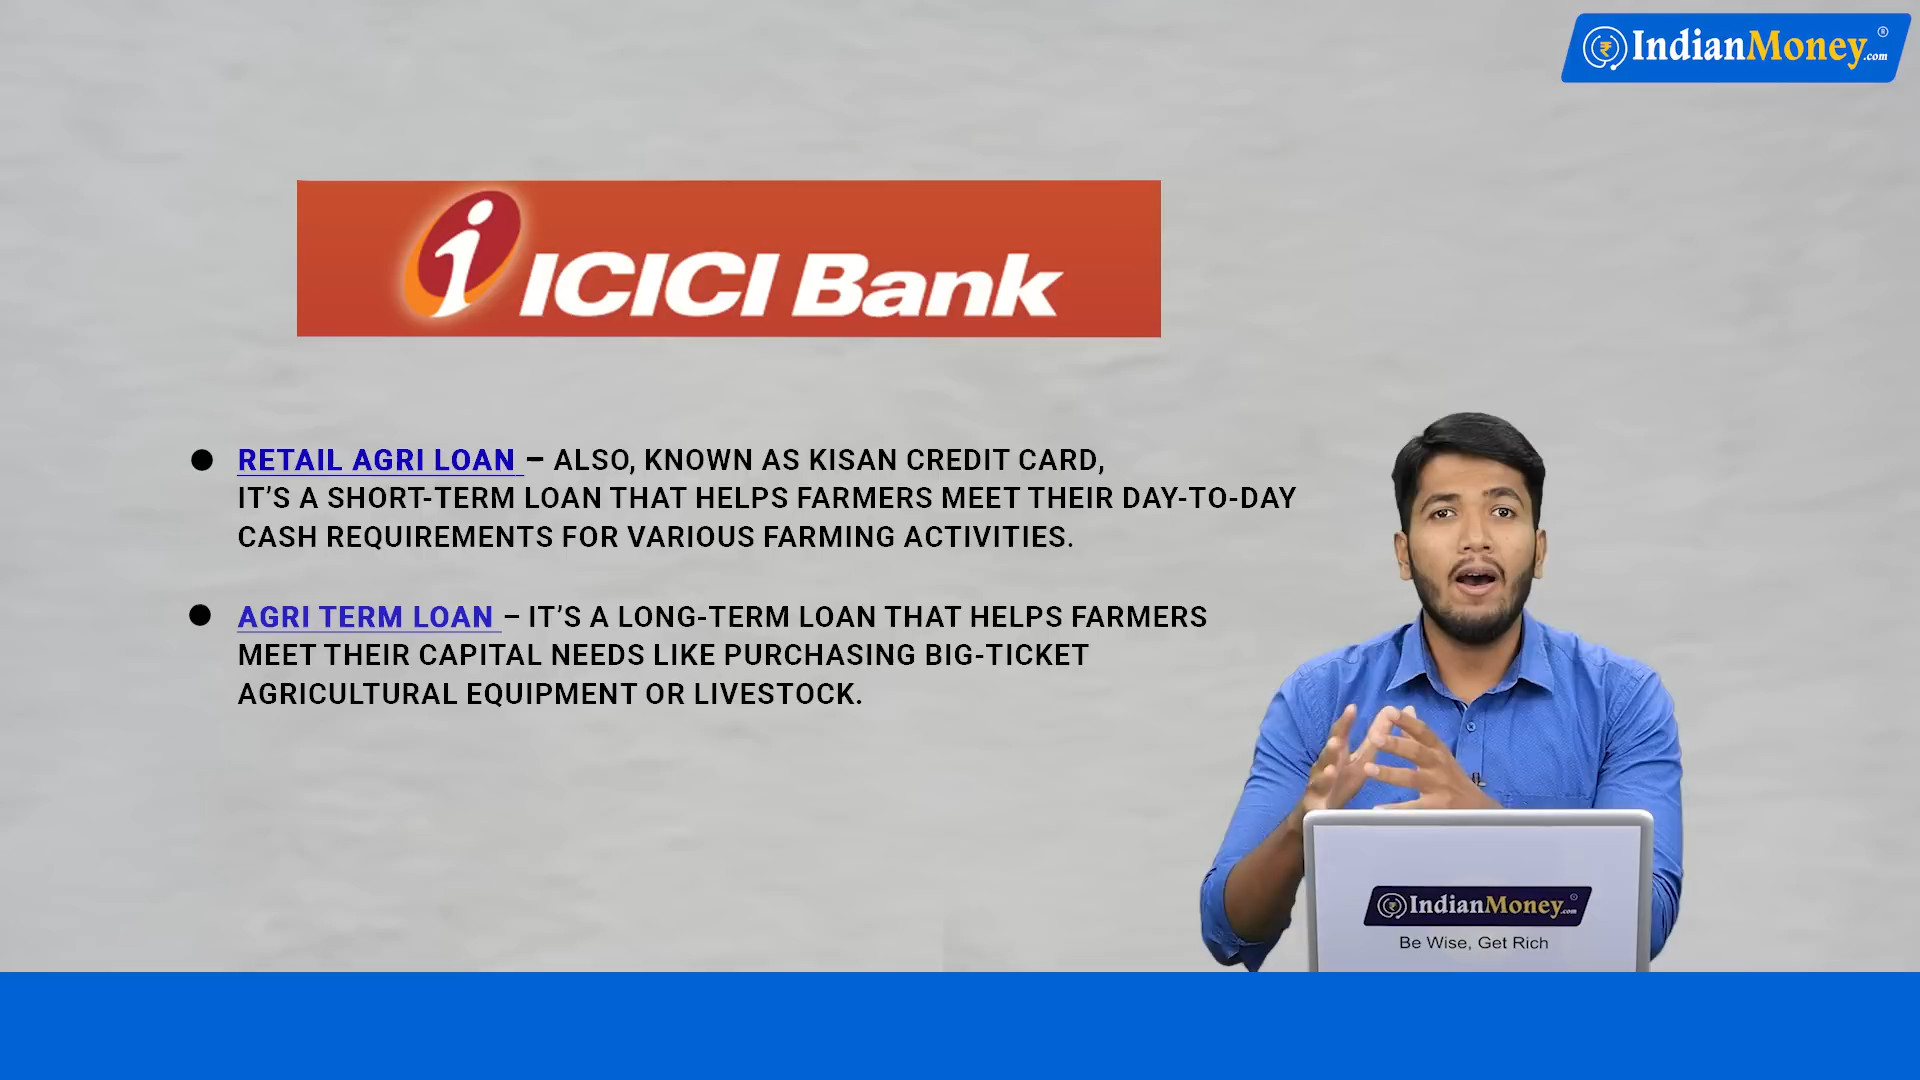 IndianMoney.com
ICICI Bank
RETAIL AGRI LOAN – ALSO, KNOWN AS KISAN CREDIT CARD,
IT’S A SHORT-TERM LOAN THAT HELPS FARMERS MEET THEIR DAY-TO-DAY
CASH REQUIREMENTS FOR VARIOUS FARMING ACTIVITIES.
AGRI TERM LOAN – IT’S A LONG-TERM LOAN THAT HELPS FARMERS
MEET THEIR CAPITAL NEEDS LIKE PURCHASING BIG-TICKET
AGRICULTURAL EQUIPMENT OR LIVESTOCK.
IndianMoney.com
Be Wise, Get Rich